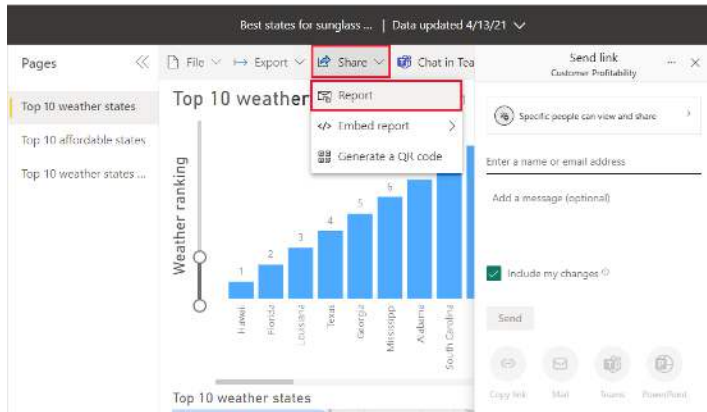 Best states for sunglass ... | Data updated 4/13/21
Pages
File
Export
Share
Chat in Tea
Top 10 weather states
Top 10 affordable states
Top 10 weather states ...
Top 10 weather
Report
Embed report
Generate a QR code
Weather ranking
1
2
3
4
5
6
Hawaii
Florida
Louisiana
Texas
Georgia
Mississippi
Alabama
South Carolina
Top 10 weather states
Send link
Customer Profitability
Specific people can view and share
Enter a name or email address
Add a message (optional)
Include my changes
Send
Copy link
Mail
Teams
PowerPoint